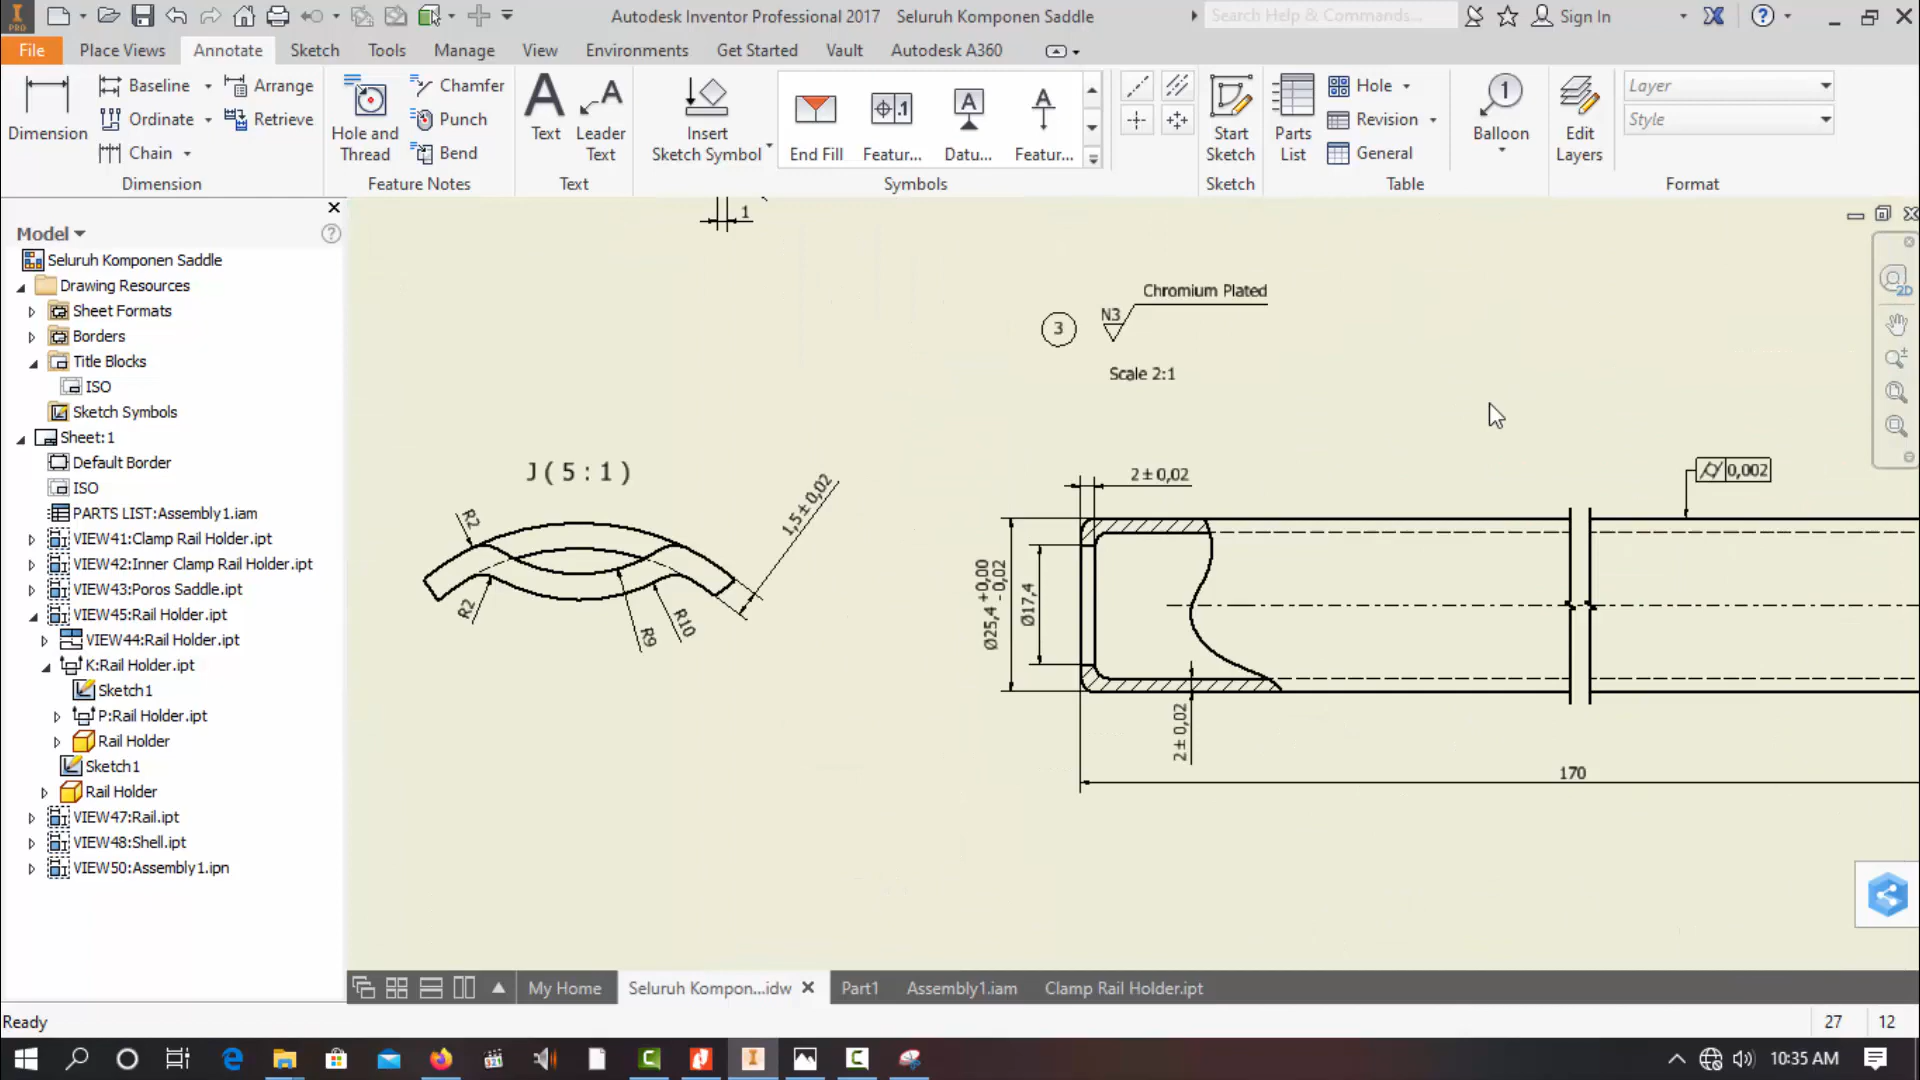 Autodesk Inventor Professional 2017 Seluruh Komponen Saddle
Search Help & Commands...
Sign In
PRO
File
Place Views
Annotate
Sketch
Tools
Manage
View
Environments
Get Started
Vault
Autodesk A360
Dimension
Baseline
Ordinate
Chain
Arrange
Retrieve
Dimension
Hole and
Thread
Chamfer
Punch
Bend
Feature Notes
Text
Leader
Text
Text
Insert
Sketch Symbol
End Fill
Featur...
Datu...
Featur...
Symbols
Start
Sketch
Sketch
Parts
List
Hole
Revision
General
Table
Balloon
Edit
Layers
Layer
Style
Format
Model
Seluruh Komponen Saddle
Drawing Resources
Sheet Formats
Borders
Title Blocks
ISO
Sketch Symbols
Sheet:1
Default Border
ISO
PARTS LIST:Assembly1.iam
VIEW41:Clamp Rail Holder.ipt
VIEW42:Inner Clamp Rail Holder.ipt
VIEW43:Poros Saddle.ipt
VIEW45:Rail Holder.ipt
VIEW44:Rail Holder.ipt
K:Rail Holder.ipt
Sketch1
P:Rail Holder.ipt
Rail Holder
Sketch1
Rail Holder
VIEW47:Rail.ipt
VIEW48:Shell.ipt
VIEW50:Assembly1.ipn
1
3
N3
Chromium Plated
Scale 2:1
J ( 5 : 1 )
R2
R2
R9
R10
1,5± 0,02
2 ± 0,02
Ø25,4 +0,00
- 0,02
Ø17,4
2± 0,02
170
0,002
2D
My Home
Seluruh Kompon...idw
Part1
Assembly1.iam
Clamp Rail Holder.ipt
Ready
27
12
10:35 AM